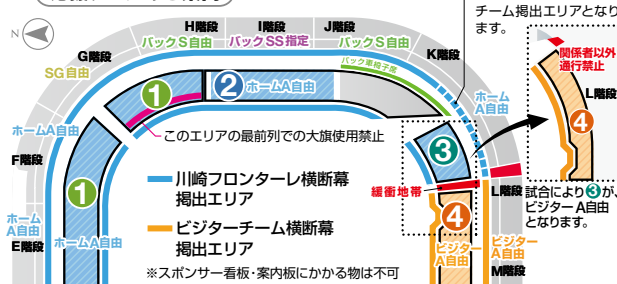 チーム掲出エリアとなり
ます。
N
H階段
I階段
J階段
バックS自由
バックSS指定
バックS自由
G階段
SG自由
K階段
バック車椅子席
関係者以外
通行禁止
L階段
4
1
2
ホームA自由
ホーム
A自由
ホームA自由
このエリアの最前列での大旗使用禁止
3
F階段
1
川崎フロンターレ横断幕
掲出エリア
緩衝地帯
L階段
試合により3が、
ビジターA自由
となります。
4
ホーム
A自由
E階段
ホームA自由
ビジターチーム横断幕
掲出エリア
ビジター
A自由
ビジター
A自由
M階段
※スポンサー看板・案内板にかかる物は不可